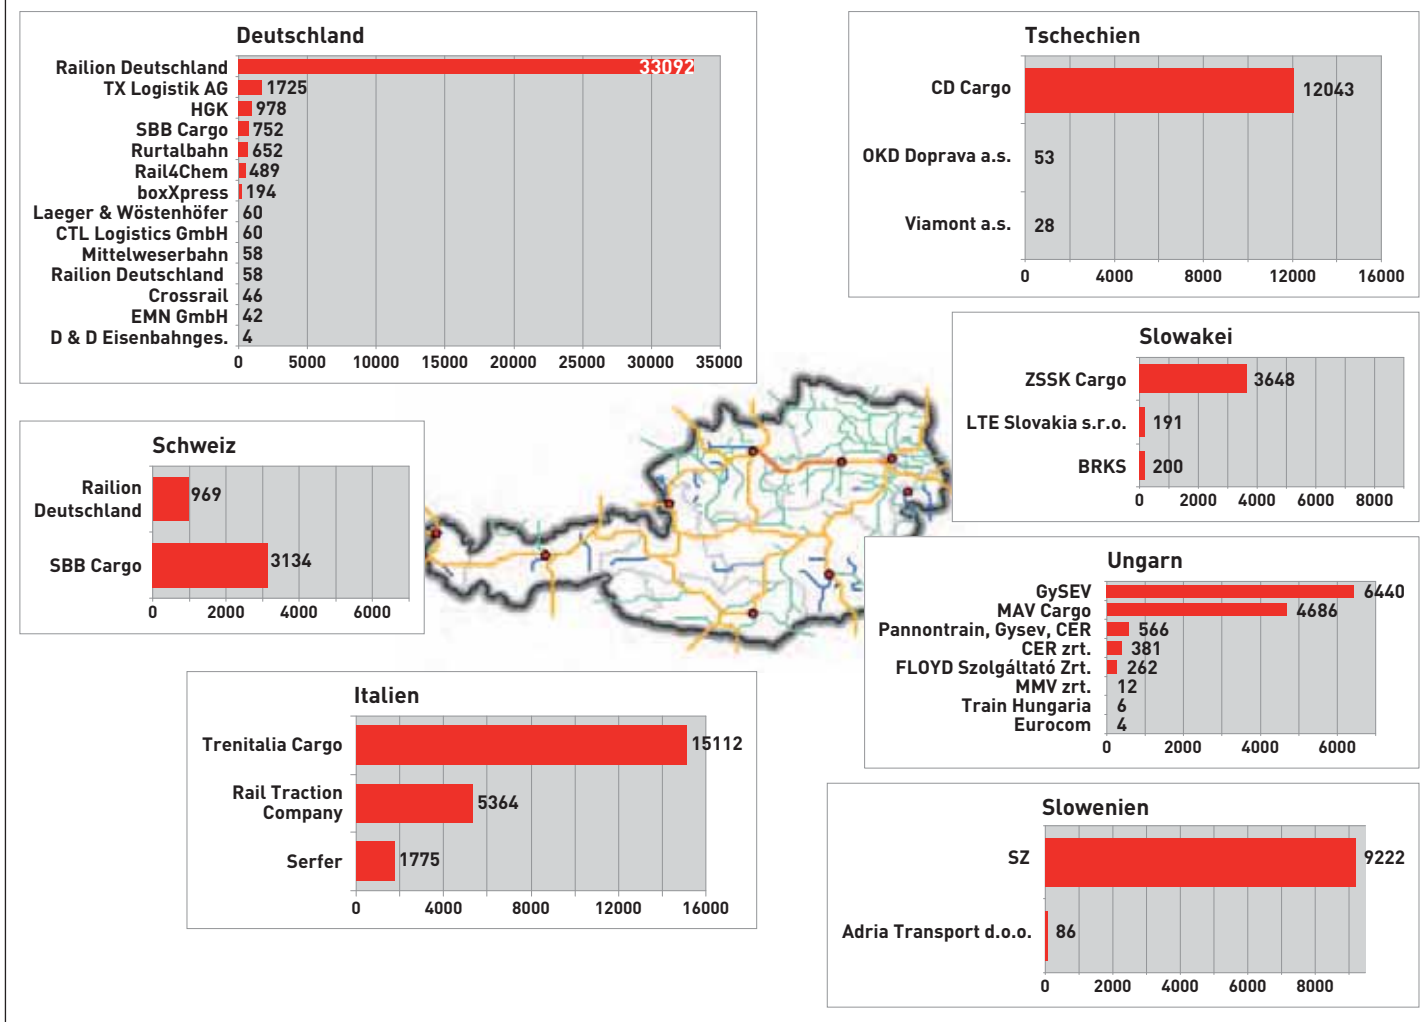 Deutschland
Railion Deutschland 33092
TX Logistik AG 1725
HGK 978
SBB Cargo 752
Rurtalbahn 652
Rail4Chem 489
boxXpress 194
Laeger & Wöstenhöfer 60
CTL Logistics GmbH 60
Mittelweserbahn 58
Railion Deutschland 58
Crossrail 46
EMN GmbH 42
D & D Eisenbahnges. 4
0 5000 10000 15000 20000 25000 30000 35000
Tschechien
CD Cargo 12043
OKD Doprava a.s. 53
Viamont a.s. 28
0 4000 8000 12000 16000
Slowakei
ZSSK Cargo 3648
LTE Slovakia s.r.o. 191
BRKS 200
0 2000 4000 6000 8000
Schweiz
Railion
Deutschland 969
SBB Cargo 3134
0 2000 4000 6000
Ungarn
GySEV 6440
MAV Cargo 4686
Pannontrain, Gysev, CER 566
CER zrt. 381
FLOYD Szolgáltató Zrt. 262
MMV zrt. 12
Train Hungaria 6
Eurocom 4
0 2000 4000 6000
Italien
Trenitalia Cargo 15112
Rail Traction
Company 5364
Serfer 1775
0 4000 8000 12000 16000
Slowenien
SZ 9222
Adria Transport d.o.o. 86
0 2000 4000 6000 8000